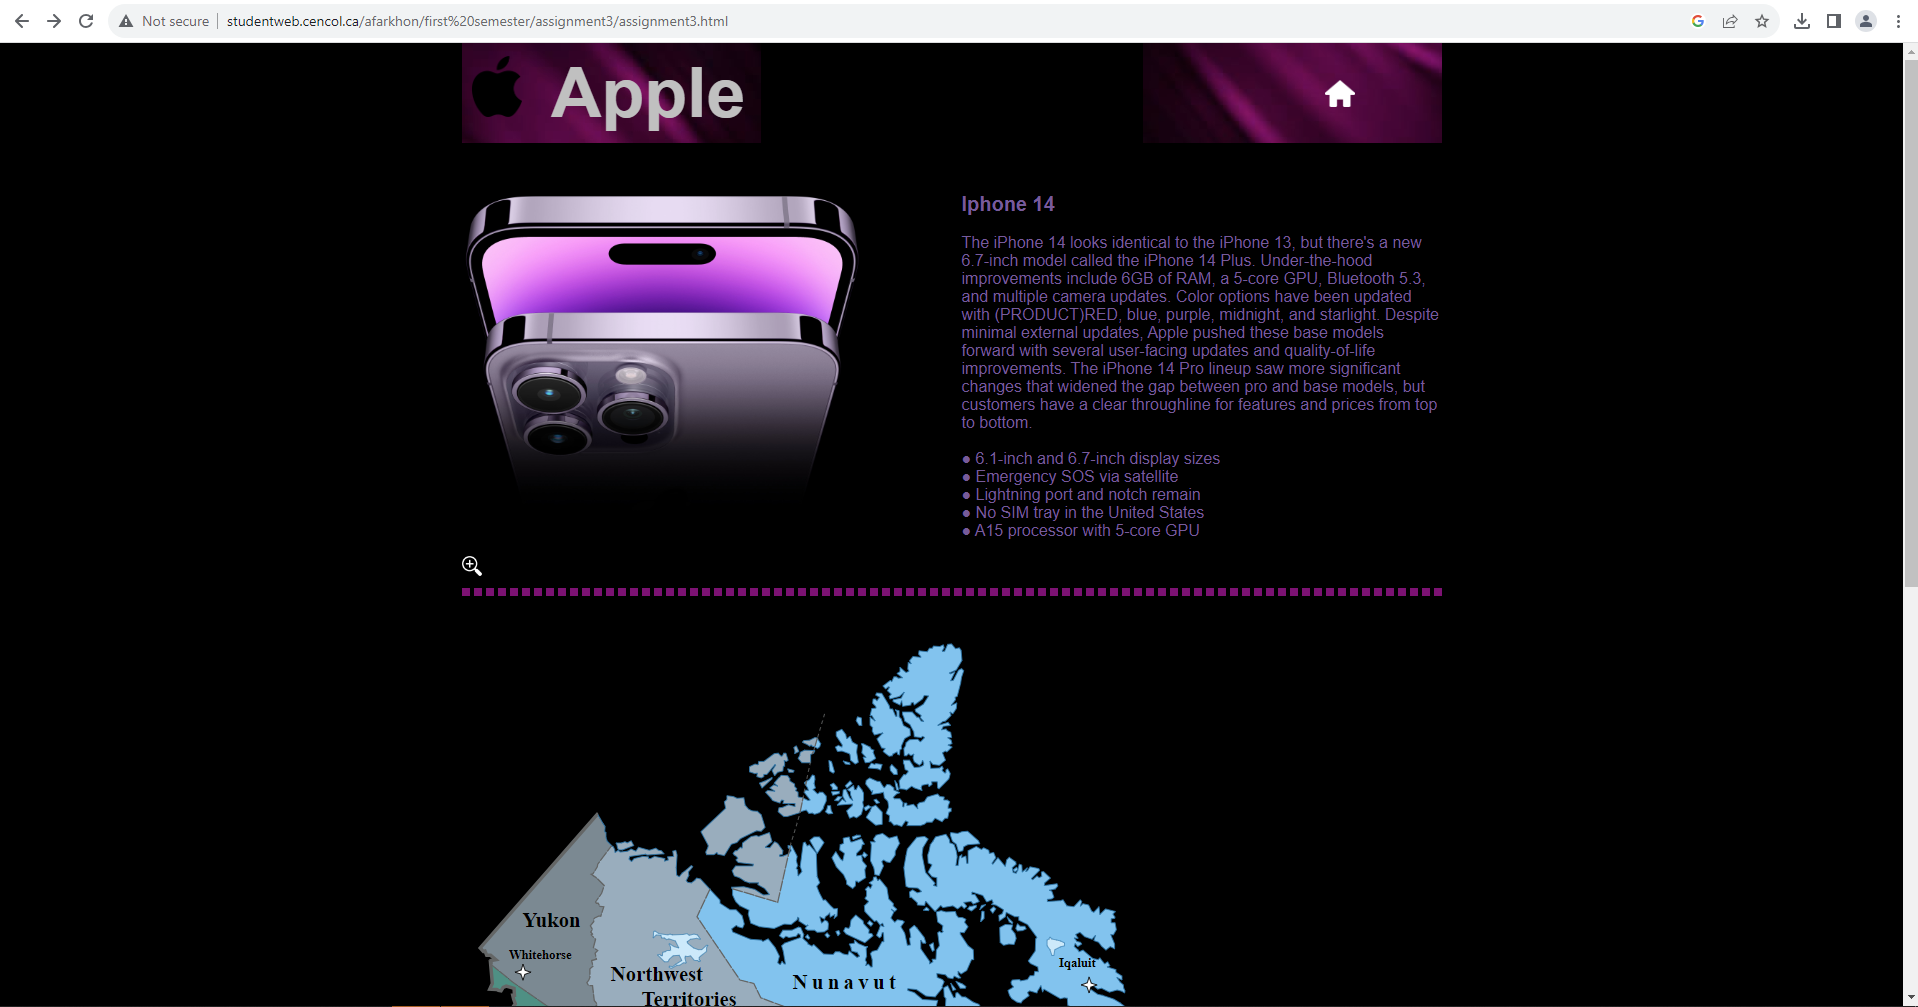 Not secure
studentweb.cencol.ca/afarkhon/first%20semester/assignment3/assignment3.html
Apple
Iphone 14
The iPhone 14 looks identical to the iPhone 13, but there's a new
6.7-inch model called the iPhone 14 Plus. Under-the-hood
improvements include 6GB of RAM, a 5-core GPU, Bluetooth 5.3,
and multiple camera updates. Color options have been updated
with (PRODUCT)RED, blue, purple, midnight, and starlight. Despite
minimal external updates, Apple pushed these base models
forward with several user-facing updates and quality-of-life
improvements. The iPhone 14 Pro lineup saw more significant
changes that widened the gap between pro and base models, but
customers have a clear throughline for features and prices from top
to bottom.
● 6.1-inch and 6.7-inch display sizes
● Emergency SOS via satellite
● Lightning port and notch remain
● No SIM tray in the United States
● A15 processor with 5-core GPU
Yukon
Whitehorse
Northwest
Territories
Nunavut
Iqaluit